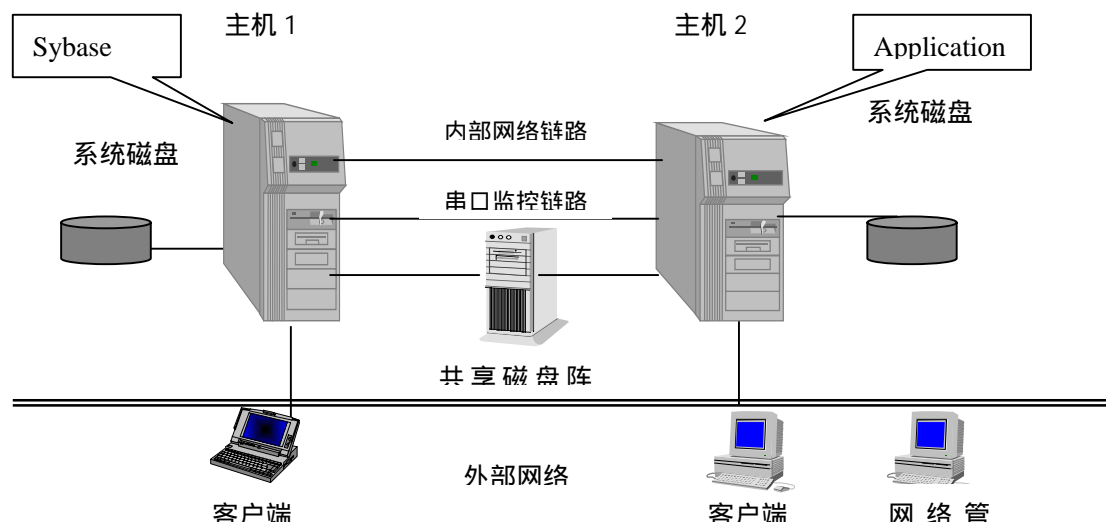 主机 1
主机 2
Sybase
Application
系统磁盘
系统磁盘
内部网络链路
串口监控链路
共享磁盘阵
外部网络
客户端
客户端
网络管